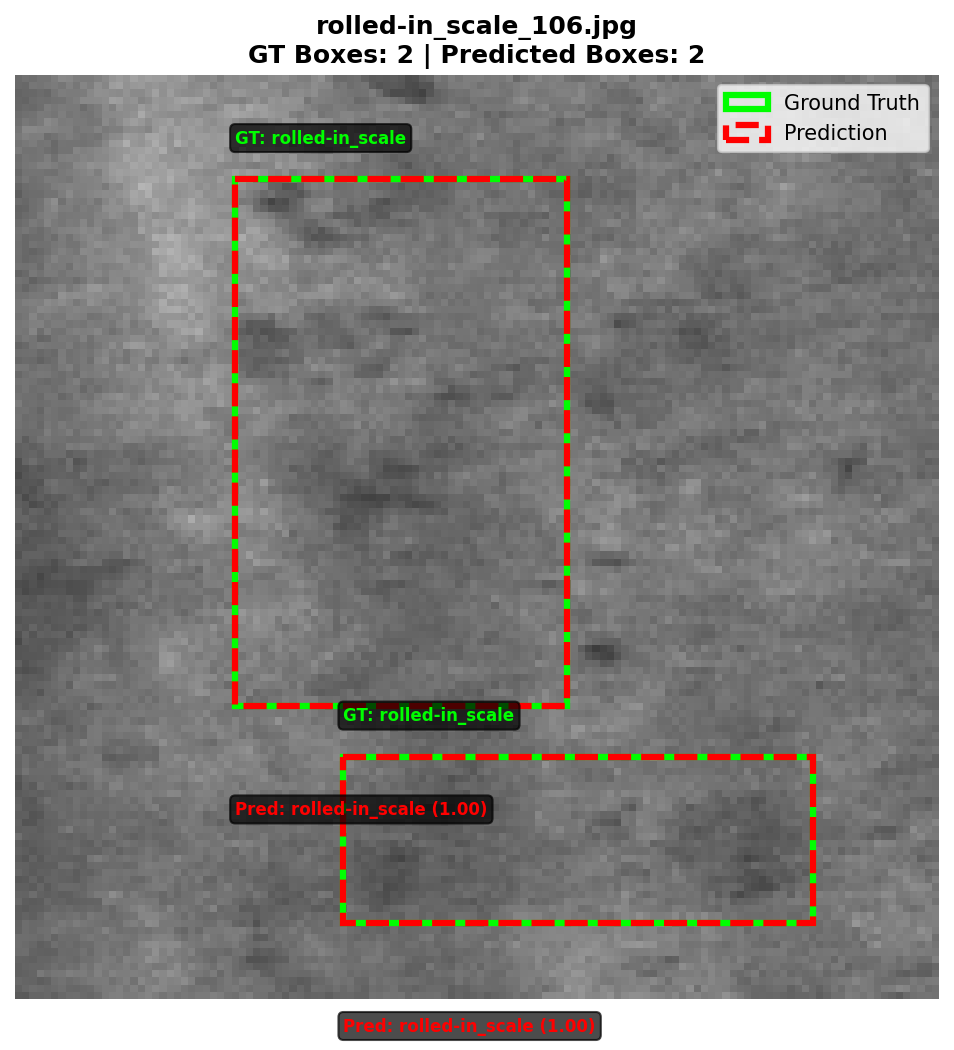 rolled-in_scale_106.jpg
GT Boxes: 2 | Predicted Boxes: 2
Ground Truth
Prediction
GT: rolled-in_scale
GT: rolled-in_scale
Pred: rolled-in_scale (1.00)
Pred: rolled-in_scale (1.00)